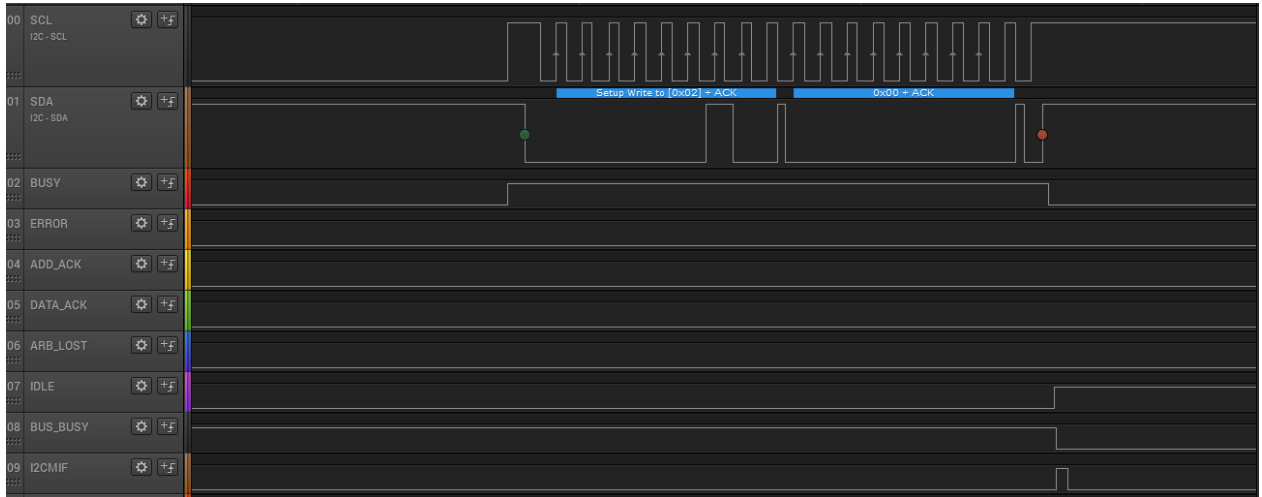 00 SCL
I2C - SCL
Setup Write to [0x02] + ACK
0x00 + ACK
01 SDA
I2C - SDA
02 BUSY
03 ERROR
04 ADD_ACK
05 DATA_ACK
06 ARB_LOST
07 IDLE
08 BUS_BUSY
09 I2CMIF